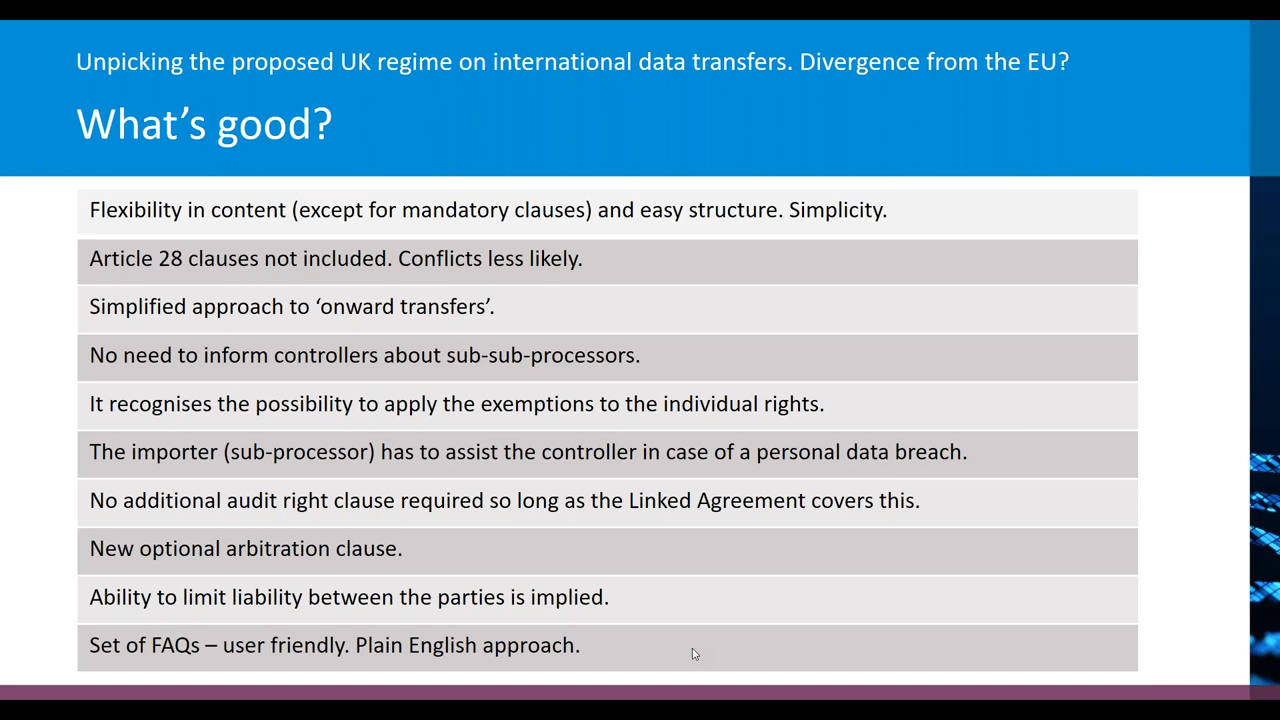 Unpicking the proposed UK regime on international data transfers. Divergence from the EU?
What’s good?
Flexibility in content (except for mandatory clauses) and easy structure. Simplicity.
Article 28 clauses not included. Conflicts less likely.
Simplified approach to ‘onward transfers’.
No need to inform controllers about sub-sub-processors.
It recognises the possibility to apply the exemptions to the individual rights.
The importer (sub-processor) has to assist the controller in case of a personal data breach.
No additional audit right clause required so long as the Linked Agreement covers this.
New optional arbitration clause.
Ability to limit liability between the parties is implied.
Set of FAQs – user friendly. Plain English approach.